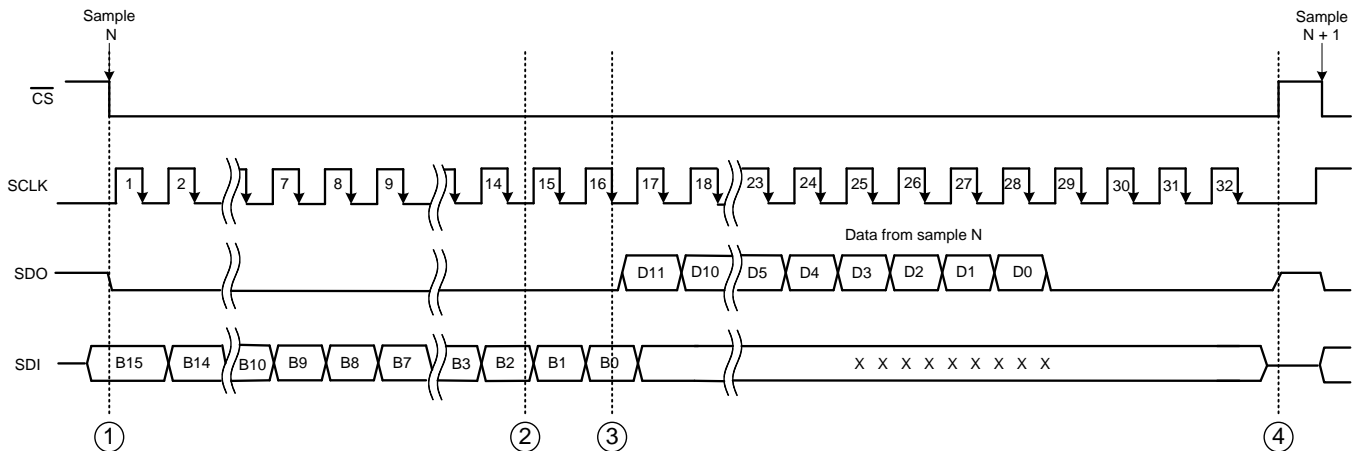 Sample
N
Sample
N + 1
CS
SCLK
1 2 7 8 9 14 15 16 17 18 23 24 25 26 27 28 29 30 31 32
Data from sample N
SDO
D11 D10 D5 D4 D3 D2 D1 D0
SDI
B15 B14 B10 B9 B8 B7 B3 B2 B1 B0 X X X X X X X X X
1 2 3 4